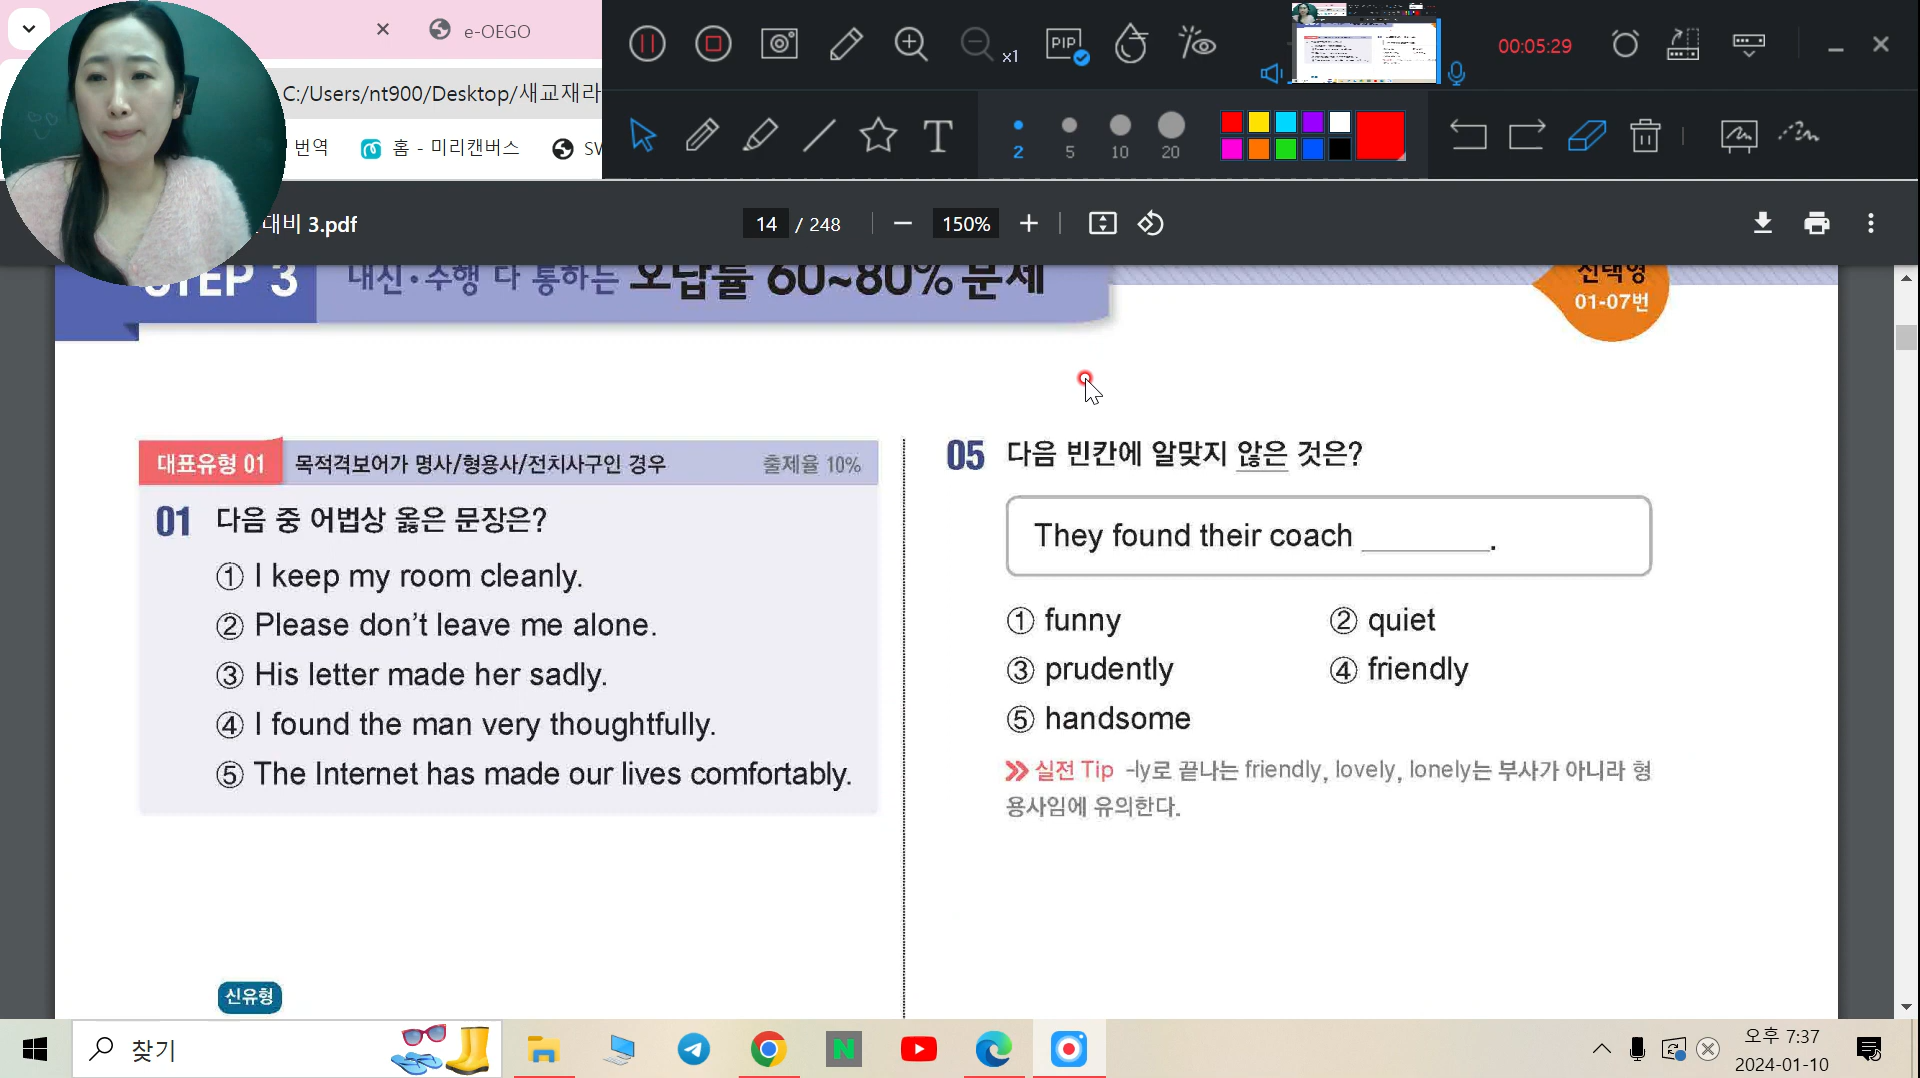 e-OEGO
x1
PIP
00:05:29
C:/Users/nt900/Desktop/새교재라
번역
홈 - 미리캔버스
T
2
5
10
20
대비 3.pdf
14 / 248
150%
STEP 3
내신·수행 다 통하는 오답률 60~80% 문제
선택형
01-07번
대표유형 01
목적격보어가 명사/형용사/전치사구인 경우
출제율 10%
01 다음 중 어법상 옳은 문장은?
① I keep my room cleanly.
② Please don't leave me alone.
③ His letter made her sadly.
④ I found the man very thoughtfully.
⑤ The Internet has made our lives comfortably.
신유형
05 다음 빈칸에 알맞지 않은 것은?
They found their coach ________.
① funny
② quiet
③ prudently
④ friendly
⑤ handsome
실전 Tip -ly로 끝나는 friendly, lovely, lonely는 부사가 아니라 형
용사임에 유의한다.
찾기
N
오후 7:37
2024-01-10